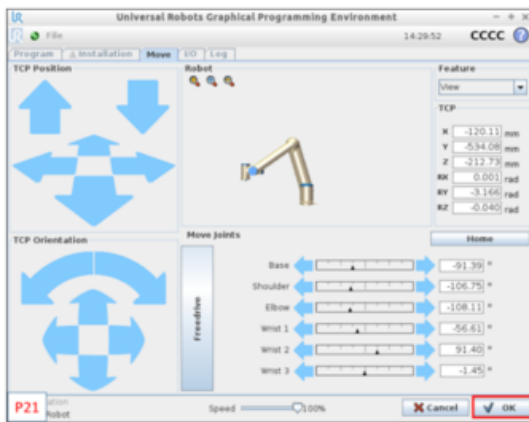 Universal Robots Graphical Programming Environment
File
14:29:52 CCCC ?
Program Installation Move I/O Log
TCP Position
Robot
Feature
View
TCP
X -120.11 mm
Y -534.08 mm
Z -212.73 mm
RX 0.001 rad
RY -3.166 rad
RZ -0.040 rad
TCP Orientation
Move Joints
Home
Freedrive
Base -91.39 °
Shoulder -106.75 °
Elbow -108.11 °
Wrist 1 -56.61 °
Wrist 2 91.40 °
Wrist 3 -1.45 °
P21
ation
Robot
Speed 100%
Cancel
OK